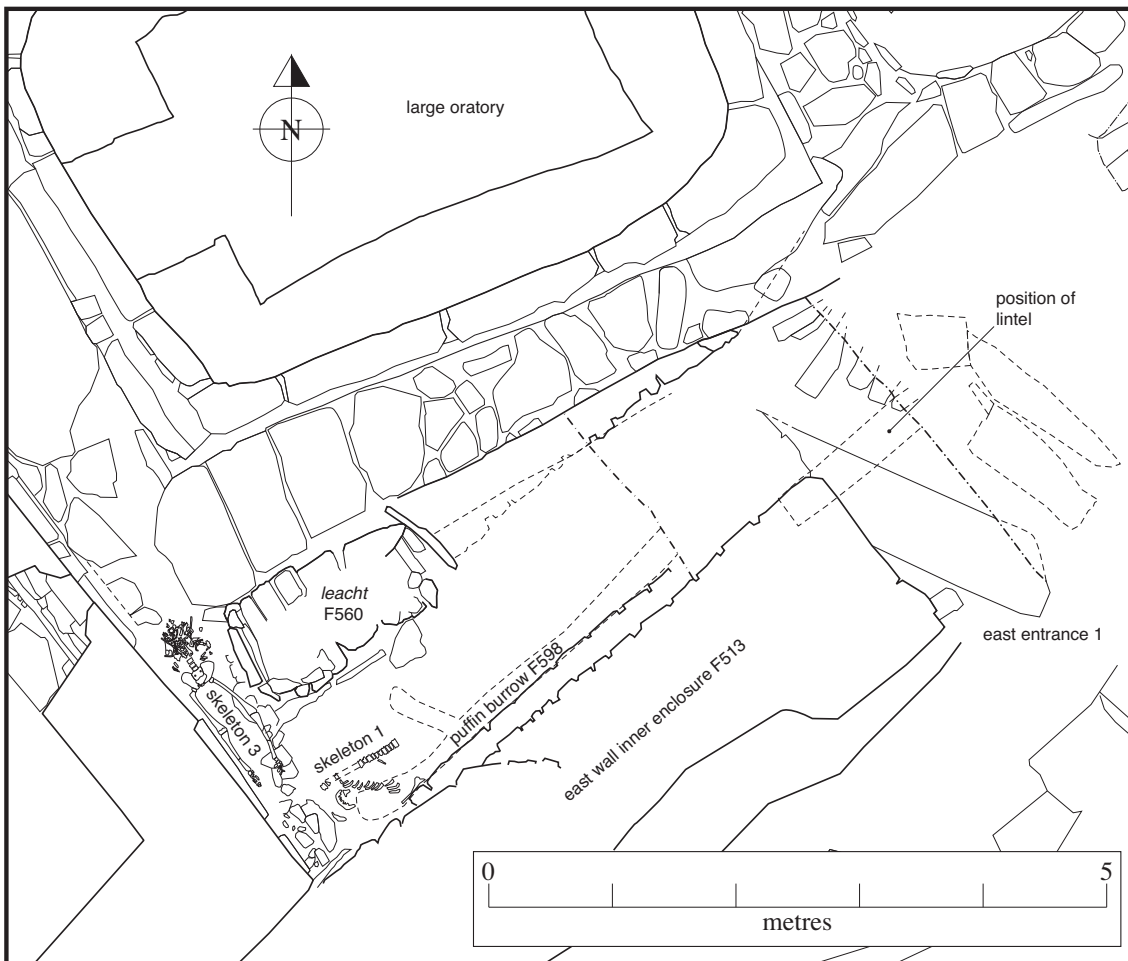 large oratory
N
position of
lintel
leacht
F560
east entrance 1
skeleton 3
skeleton 1
puffin burrow F598
east wall inner enclosure F513
0 5
metres